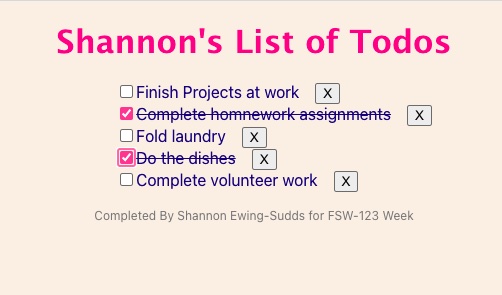 Shannon's List of Todos
Finish Projects at work X
Complete homnework assignments X
Fold laundry X
Do the dishes X
Complete volunteer work X
Completed By Shannon Ewing-Sudds for FSW-123 Week